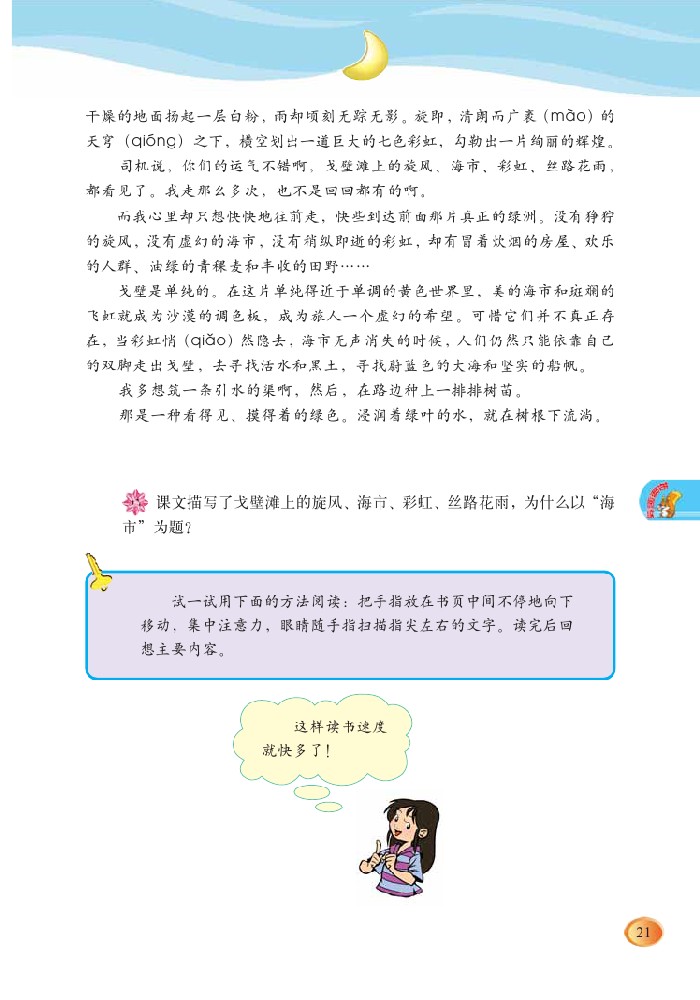 干燥的地面扬起一层白粉，而却顷刻无踪无影。旋即，清朗而广袤（mào）的
天穹（qióng）之下，横空划出一道巨大的七色彩虹，勾勒出一片绚丽的辉煌。
司机说，你们的运气不错啊，戈壁滩上的旋风、海市、彩虹、丝路花雨，
都看见了。我走那么多次，也不是回回都有的啊。
而我心里却只想快快地往前走，快些到达前面那片真正的绿洲。没有狰狞
的旋风，没有虚幻的海市，没有稍纵即逝的彩虹，却有冒着炊烟的房屋、欢乐
的人群、油绿的青稞麦和丰收的田野……
戈壁是单纯的。在这片单纯得近于单调的黄色世界里，美的海市和斑斓的
飞虹就成为沙漠的调色板，成为旅人一个虚幻的希望。可惜它们并不真正存
在，当彩虹悄（qiǎo）然隐去，海市无声消失的时候，人们仍然只能依靠自己
的双脚走出戈壁，去寻找活水和黑土，寻找蔚蓝色的大海和坚实的船帆。
我多想筑一条引水的渠啊，然后，在路边种上一排排树苗。
那是一种看得见、摸得着的绿色。浸润着绿叶的水，就在树根下流淌。
课文描写了戈壁滩上的旋风、海市、彩虹、丝路花雨，为什么以“海
市”为题？
试一试用下面的方法阅读：把手指放在书页中间不停地向下
移动，集中注意力，眼睛随手指扫描指尖左右的文字。读完后回
想主要内容。
这样读书速度
就快多了！
21